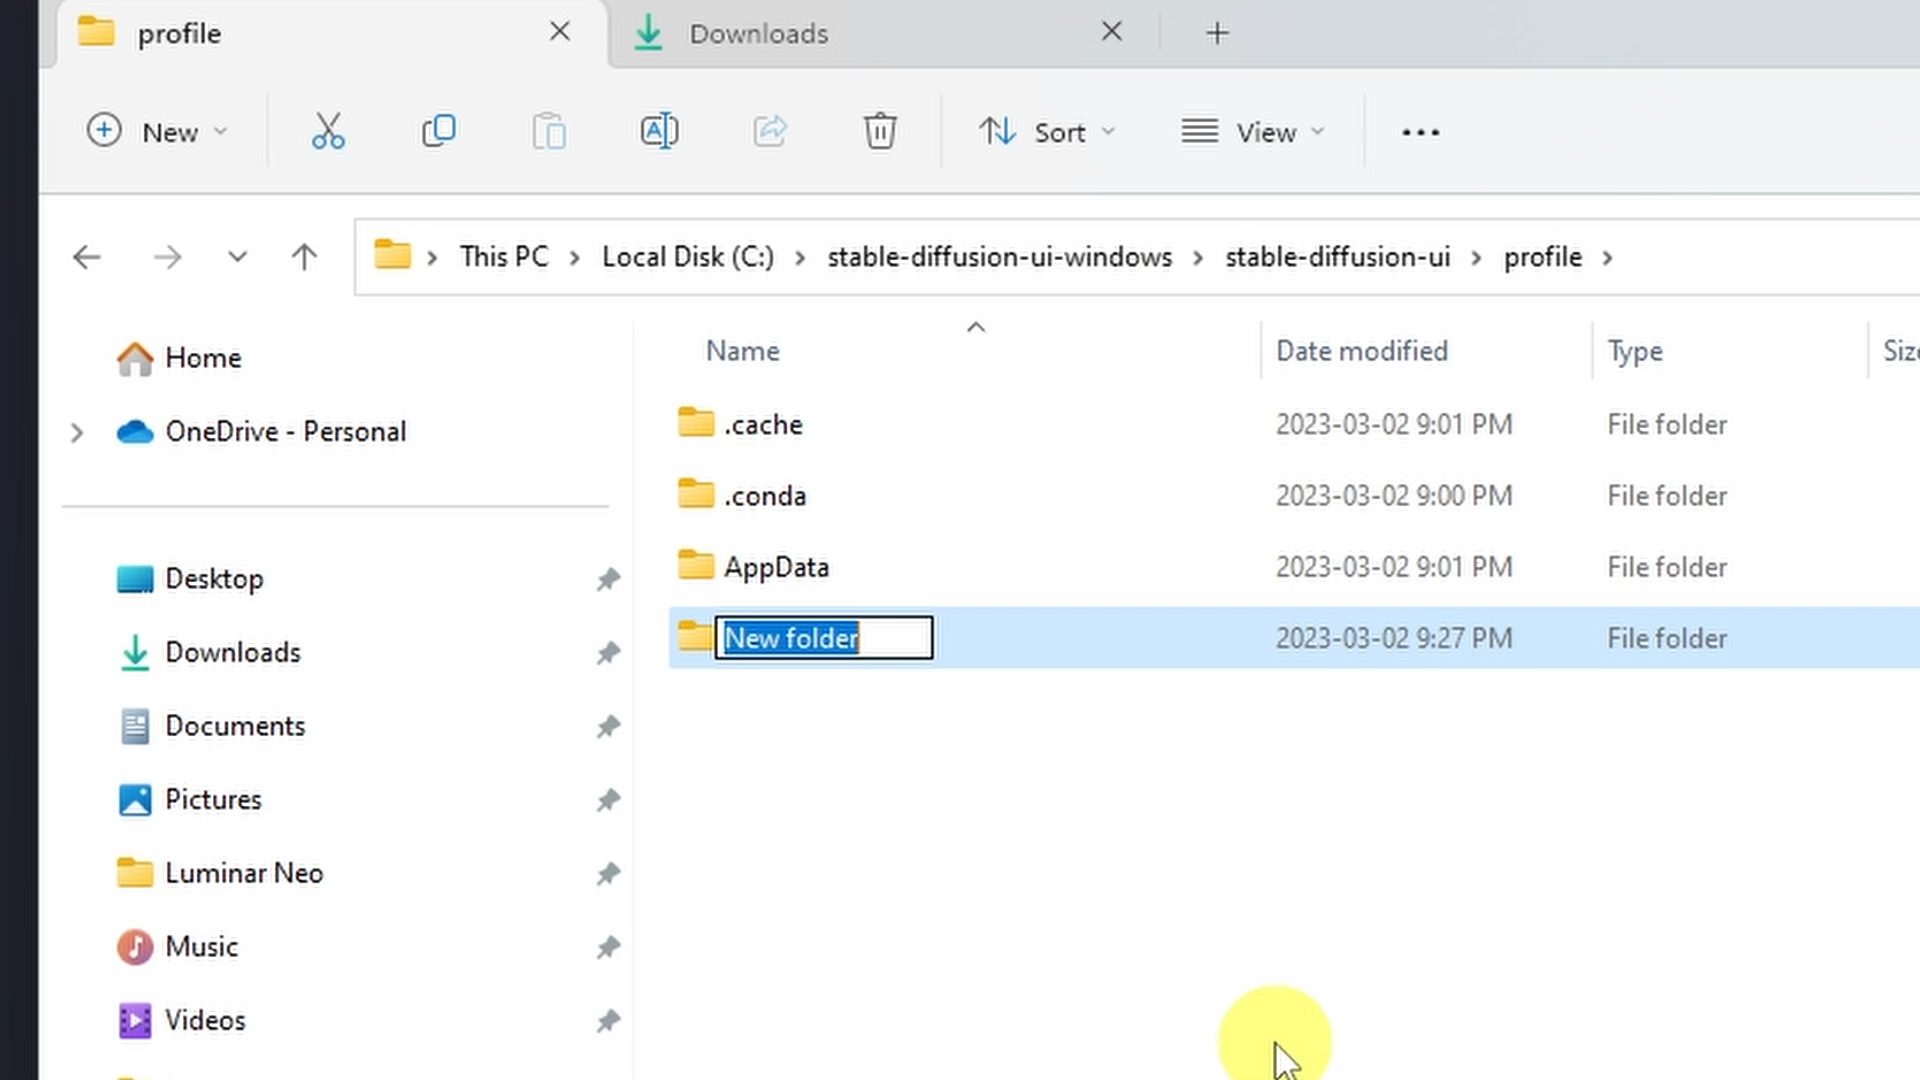 profile
Downloads
New
Sort
View
This PC > Local Disk (C:) > stable-diffusion-ui-windows > stable-diffusion-ui > profile >
Name
Date modified
Type
Home
OneDrive - Personal
Desktop
Downloads
Documents
Pictures
Luminar Neo
Music
Videos
.cache 2023-03-02 9:01 PM File folder
.conda 2023-03-02 9:00 PM File folder
AppData 2023-03-02 9:01 PM File folder
New folder 2023-03-02 9:27 PM File folder